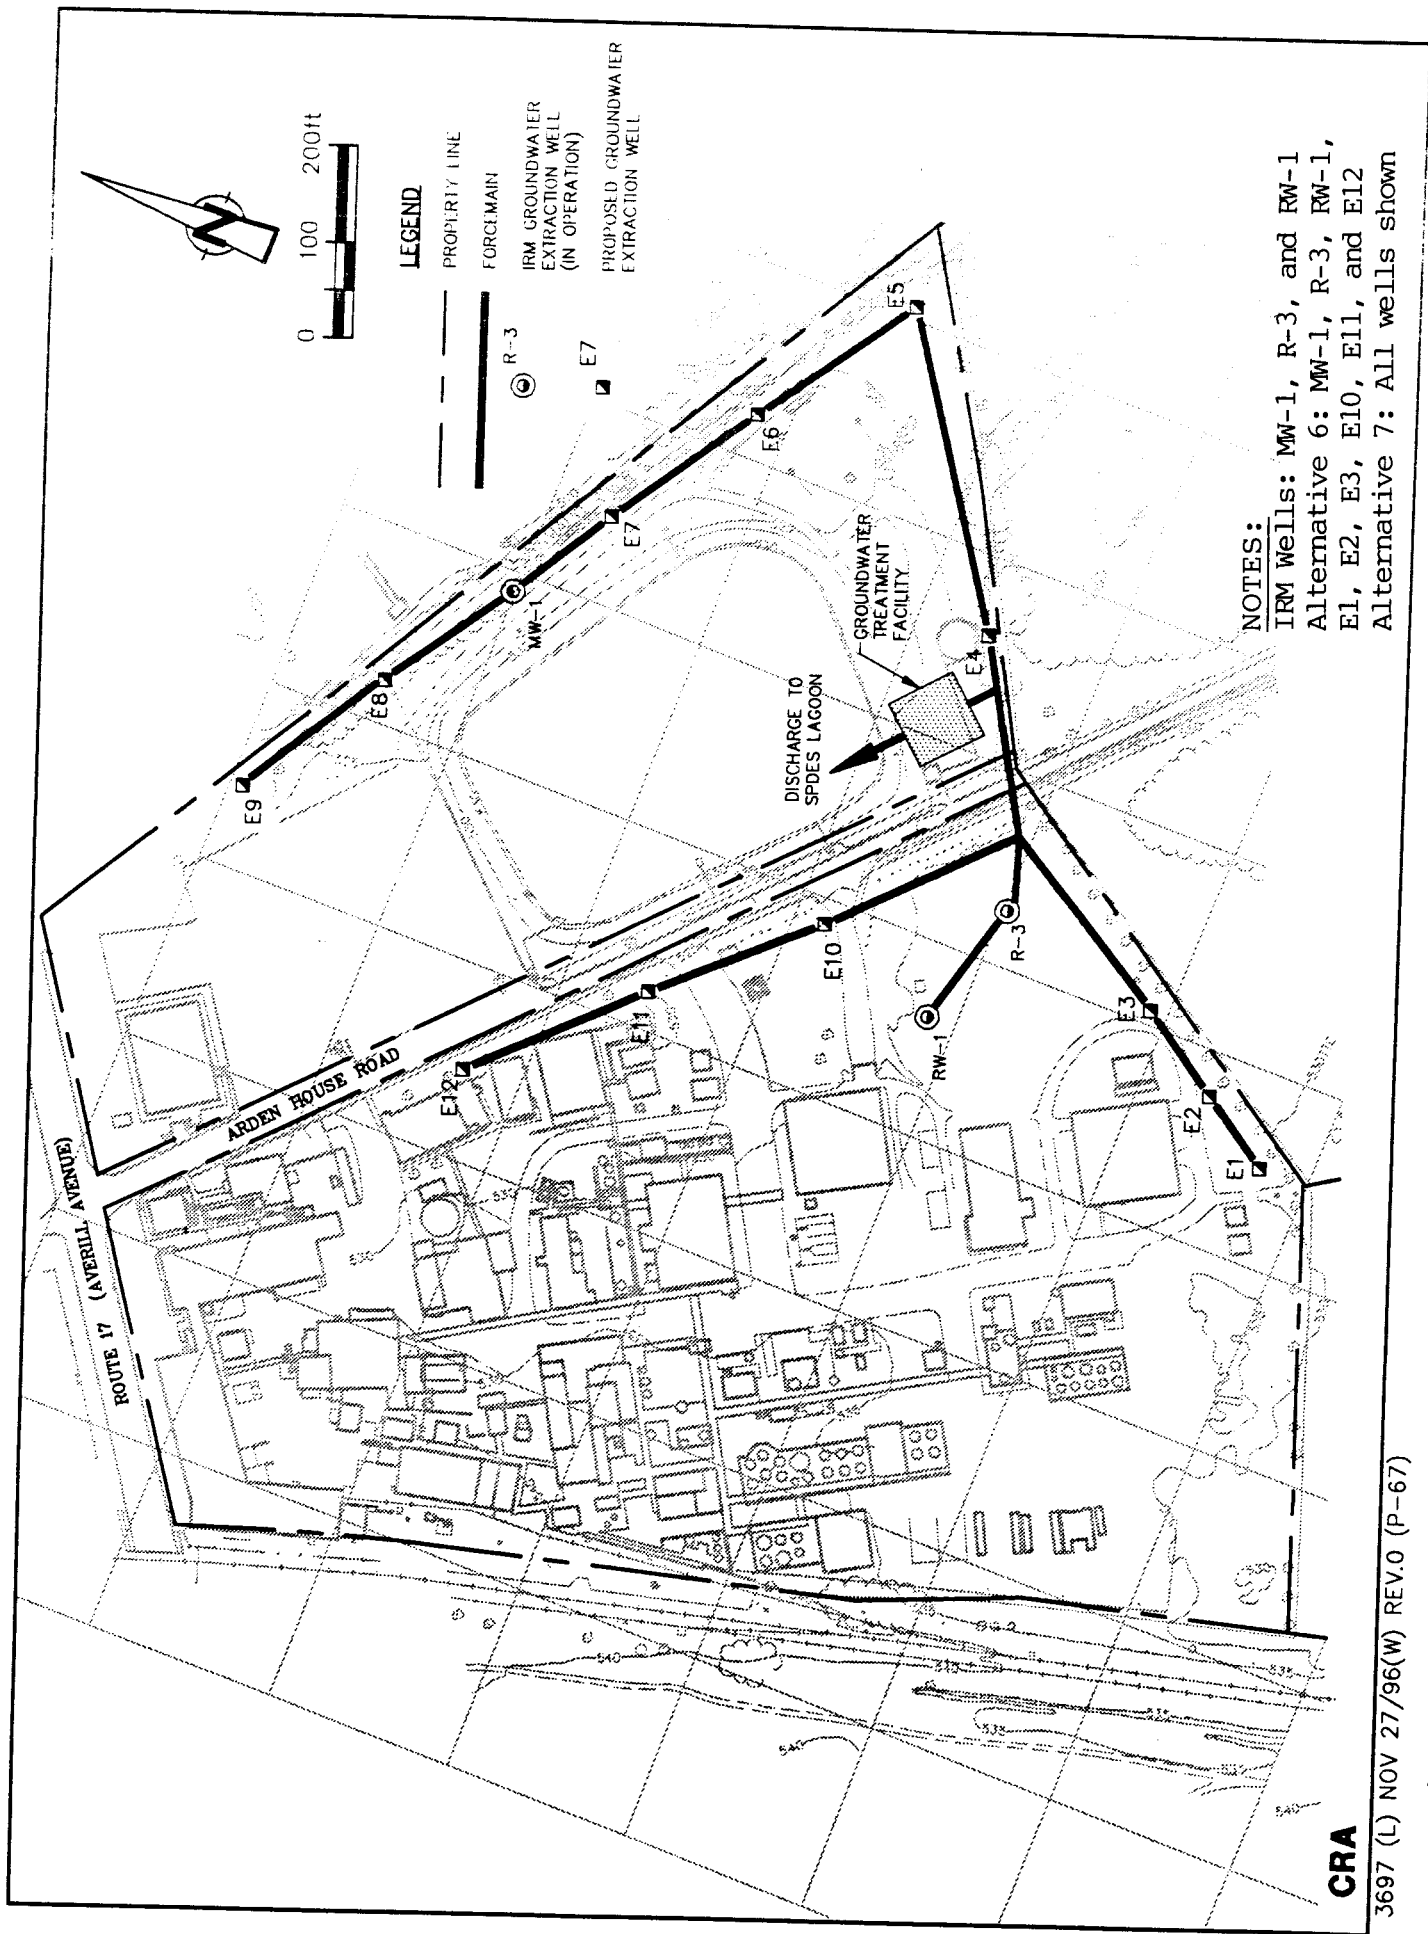 0 100 200ft
N
LEGEND
PROPERTY LINE
FORCEMAIN
R-3
IRM GROUNDWATER
EXTRACTION WELL
(IN OPERATION)
E7
PROPOSED GROUNDWATER
EXTRACTION WELL
ROUTE 17 (AVERILL AVENUE)
ARDEN HOUSE ROAD
E9
E8
MW-1
E7
E6
E5
E12
E11
E10
RW-1
R-3
E4
E3
E2
E1
GROUNDWATER
TREATMENT
FACILITY
DISCHARGE TO
SPDES LAGOON
540
535
540
540
NOTES:
IRM Wells: MW-1, R-3, and RW-1
Alternative 6: MW-1, R-3, RW-1,
E1, E2, E3, E10, E11, and E12
Alternative 7: All wells shown
CRA
3697 (L) NOV 27/96(W) REV.0 (P-67)